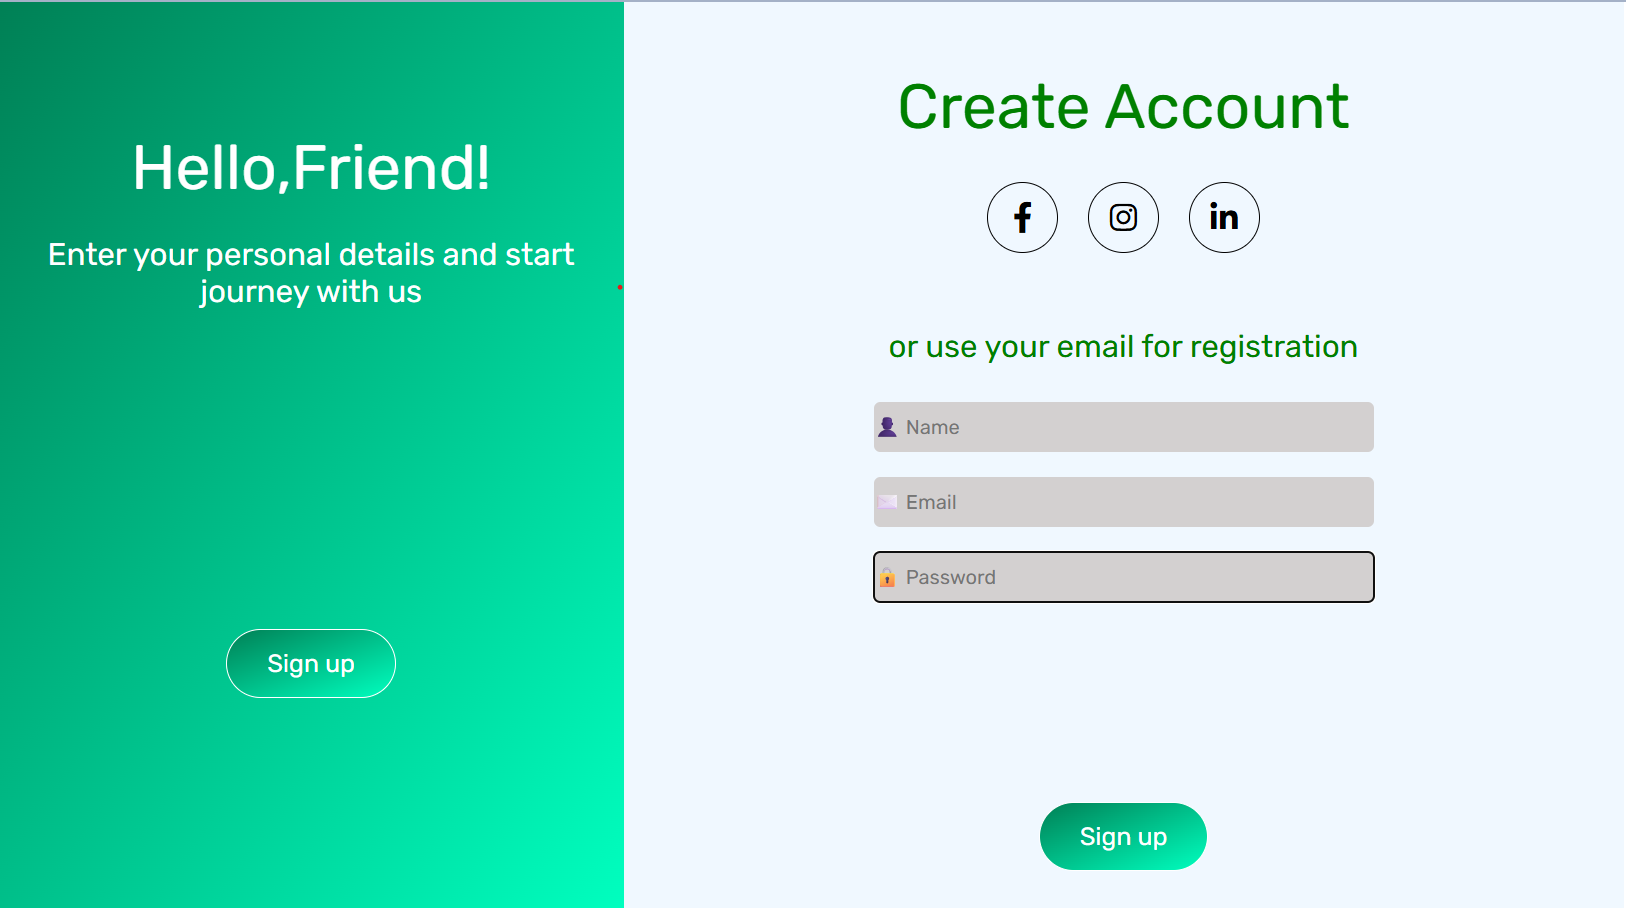 Hello,Friend!
Enter your personal details and start
journey with us
Sign up
Create Account
or use your email for registration
Name
Email
Password
Sign up